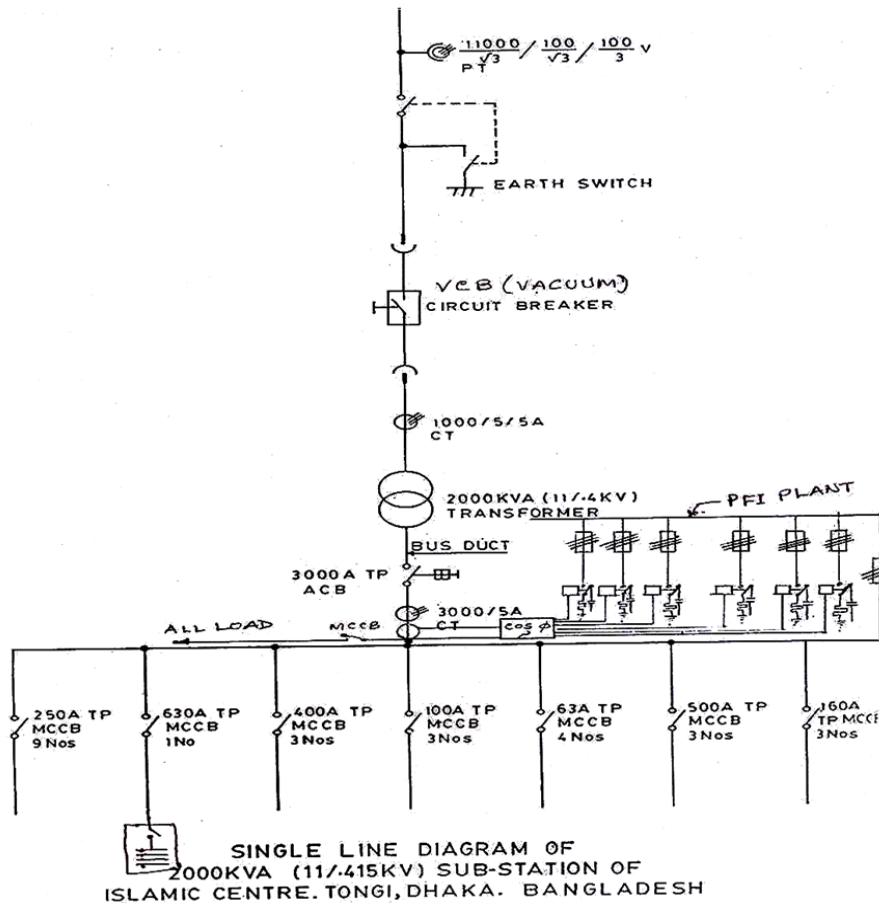 11000/√3 / 100/√3 / 100/3 V
PT
EARTH SWITCH
VCB (VACUUM)
CIRCUIT BREAKER
1000/5/5A
CT
2000KVA (11/.4KV)
TRANSFORMER
PFI PLANT
BUS DUCT
3000A TP
ACB
3000/5A
CT
ALL LOAD
MCCB
COS φ
250A TP
MCCB
9Nos
630A TP
MCCB
1No
400A TP
MCCB
3Nos
100A TP
MCCB
3Nos
63A TP
MCCB
4Nos
500A TP
MCCB
3Nos
160A
TP MCCB
3Nos
SINGLE LINE DIAGRAM OF
2000KVA (11/.415KV) SUB-STATION OF
ISLAMIC CENTRE. TONGI, DHAKA. BANGLADESH